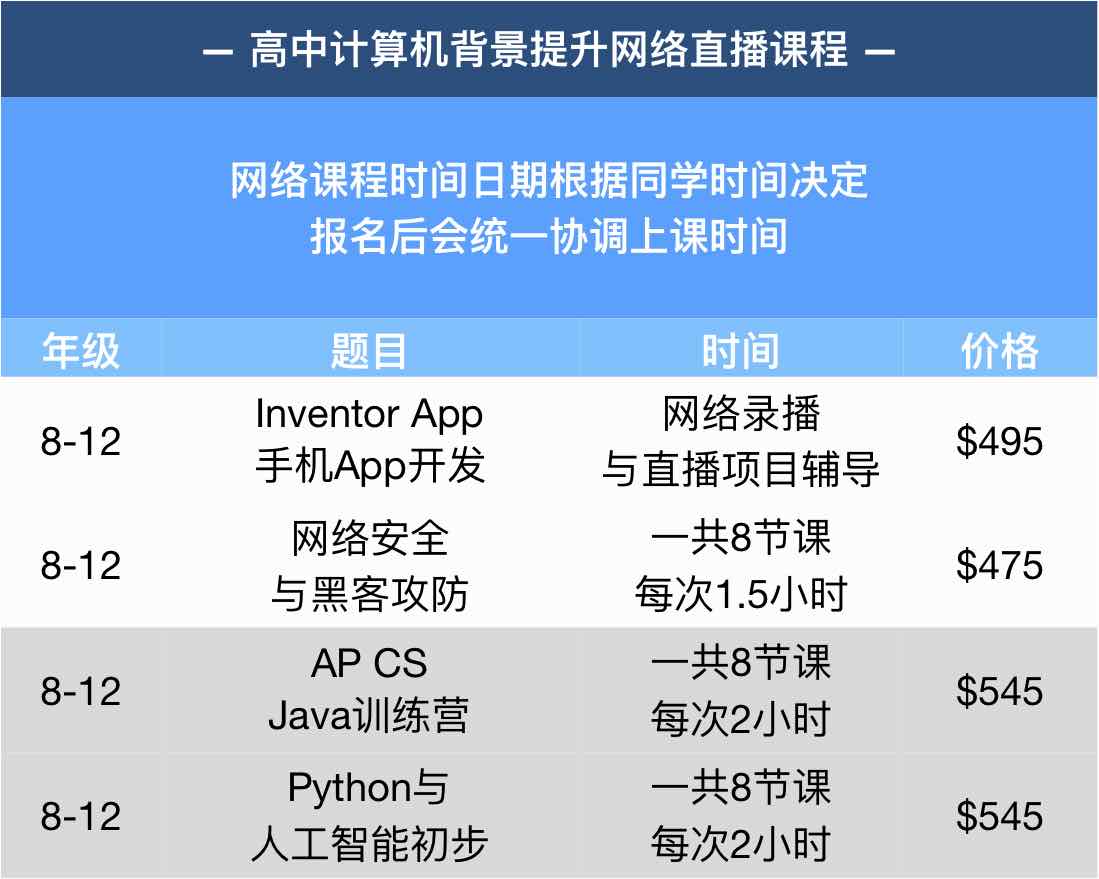 — 高中计算机背景提升网络直播课程 —
网络课程时间日期根据同学时间决定
报名后会统一协调上课时间
年级 题目 时间 价格
8-12
Inventor App
手机App开发
网络录播
与直播项目辅导
$495
8-12
网络安全
与黑客攻防
一共8节课
每次1.5小时
$475
8-12
AP CS
Java训练营
一共8节课
每次2小时
$545
8-12
Python与
人工智能初步
一共8节课
每次2小时
$545